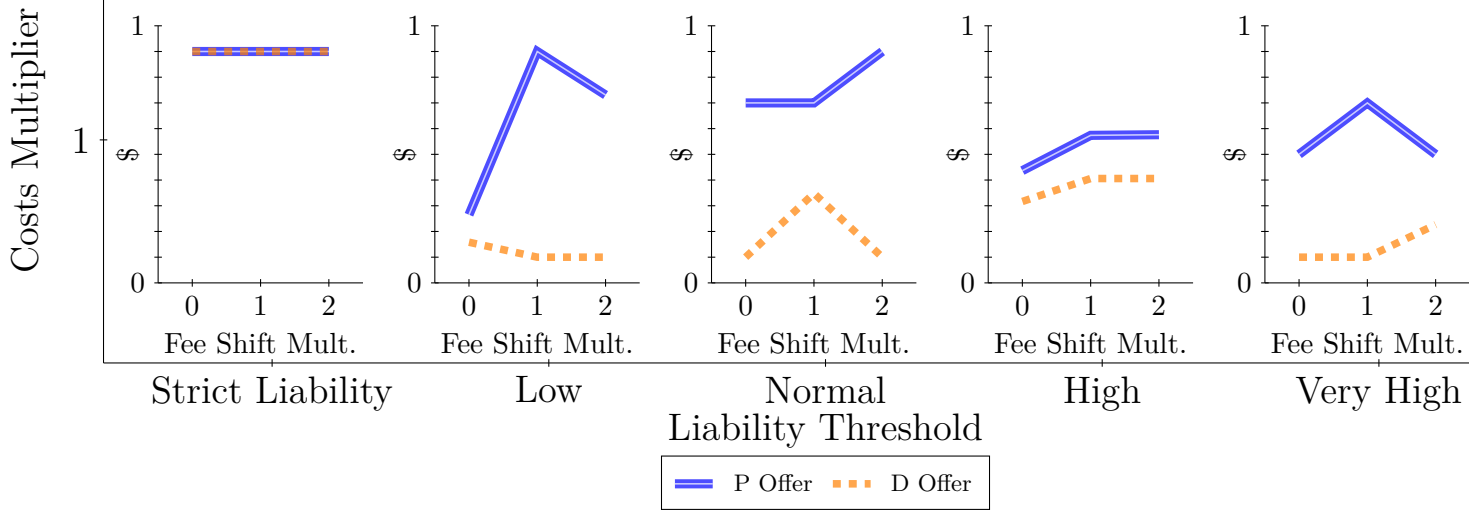 Costs Multiplier
1
1 1 1 1 1
$ $ $ $ $
0 0 0 0 0
0 1 2 0 1 2 0 1 2 0 1 2 0 1 2
Fee Shift Mult. Fee Shift Mult. Fee Shift Mult. Fee Shift Mult. Fee Shift Mult.
Strict Liability Low Normal High Very High
Liability Threshold
P Offer D Offer